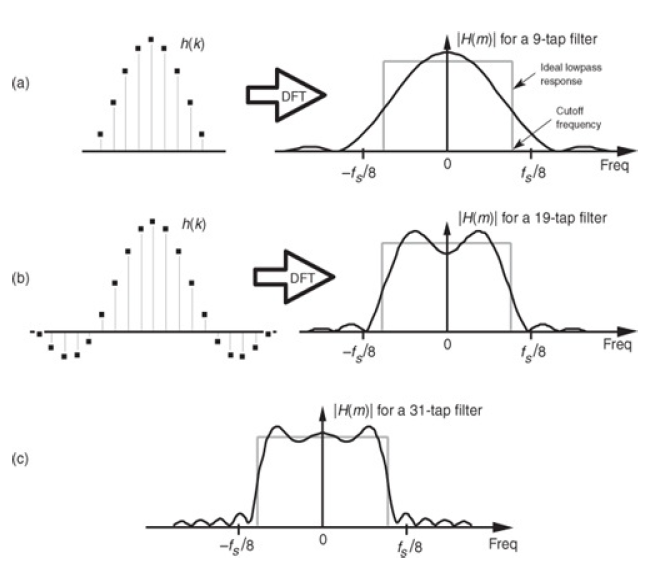 (a)
h(k)
DFT
|H(m)| for a 9-tap filter
Ideal lowpass
response
Cutoff
frequency
−fs/8
0
fs/8
Freq
(b)
h(k)
DFT
|H(m)| for a 19-tap filter
−fs/8
0
fs/8
Freq
(c)
|H(m)| for a 31-tap filter
−fs/8
0
fs/8
Freq